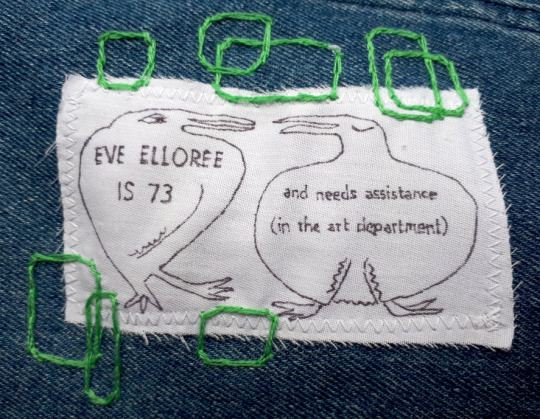 EVE ELLOREE
IS 73
and needs assistance
(in the art department)